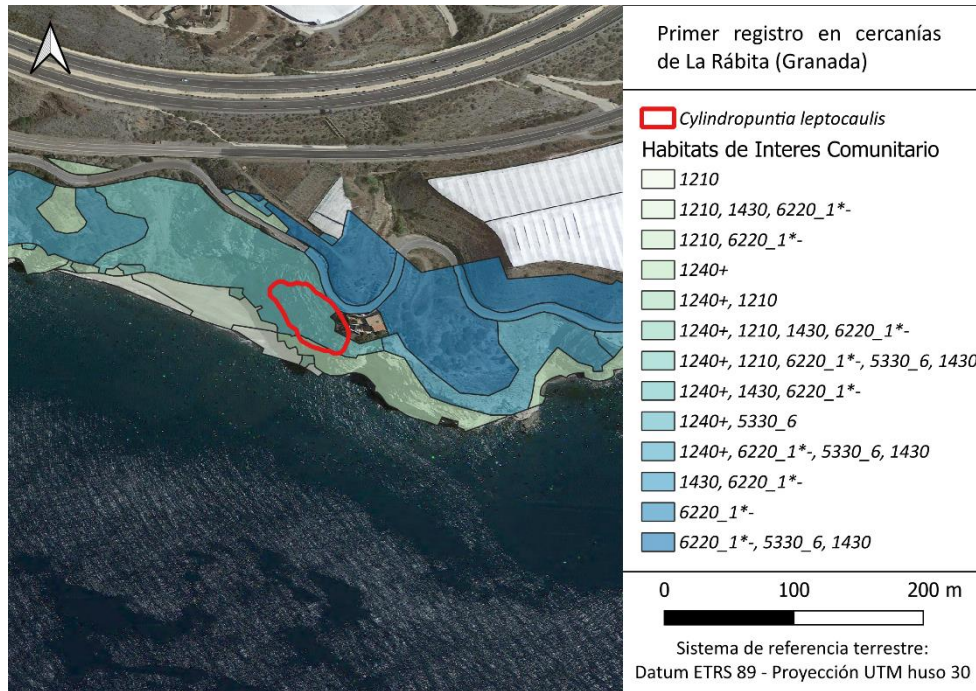 Primer registro en cercanías
de La Rábita (Granada)
Cylindropuntia leptocaulis
Habitats de Interes Comunitario
1210
1210, 1430, 6220_1*-
1210, 6220_1*-
1240+
1240+, 1210
1240+, 1210, 1430, 6220_1*-
1240+, 1210, 6220_1*-, 5330_6, 1430
1240+, 1430, 6220_1*-
1240+, 5330_6
1240+, 6220_1*-, 5330_6, 1430
1430, 6220_1*-
6220_1*-
6220_1*-, 5330_6, 1430
0 100 200 m
Sistema de referencia terrestre:
Datum ETRS 89 - Proyección UTM huso 30